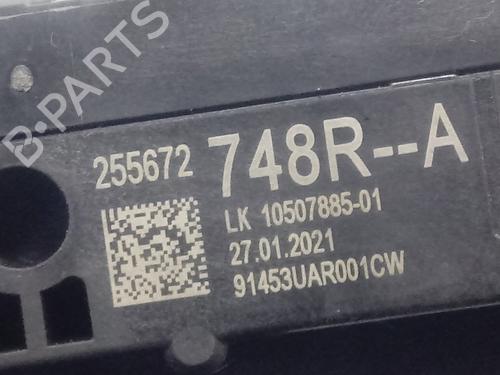 B-PARTS
255672 748R--A
LK 10507885-01
27.01.2021
91453UAR001CW